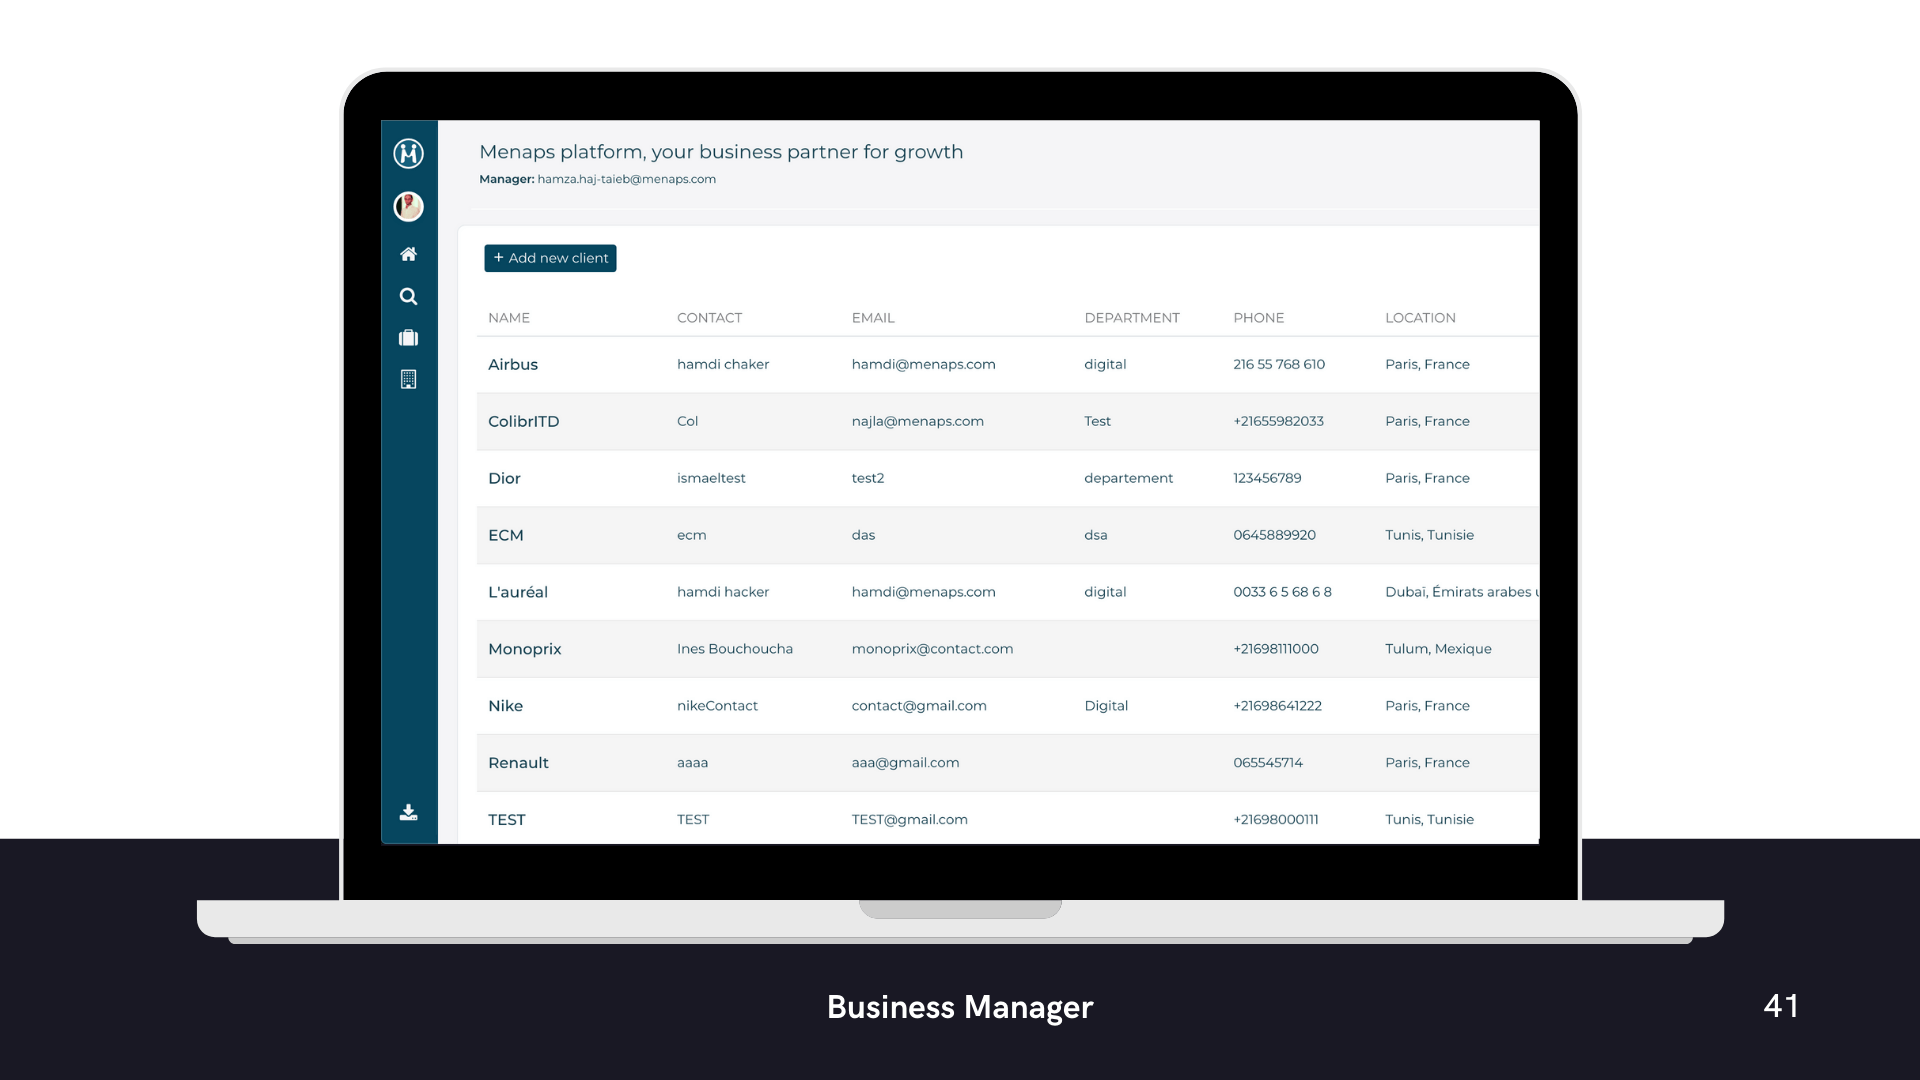 Menaps platform, your business partner for growth
Manager: hamza.haj-taieb@menaps.com
+ Add new client
NAME CONTACT EMAIL DEPARTMENT PHONE LOCATION
Airbus hamdi chaker hamdi@menaps.com digital 216 55 768 610 Paris, France
ColibrITD Col najla@menaps.com Test +21655982033 Paris, France
Dior ismaeltest test2 departement 123456789 Paris, France
ECM ecm das dsa 0645889920 Tunis, Tunisie
L'auréal hamdi hacker hamdi@menaps.com digital 0033 6 5 68 6 8 Dubaï, Émirats arabes
Monoprix Ines Bouchoucha monoprix@contact.com +21698111000 Tulum, Mexique
Nike nikeContact contact@gmail.com Digital +21698641222 Paris, France
Renault aaaa aaa@gmail.com 065545714 Paris, France
TEST TEST TEST@gmail.com +21698000111 Tunis, Tunisie
Business Manager
41